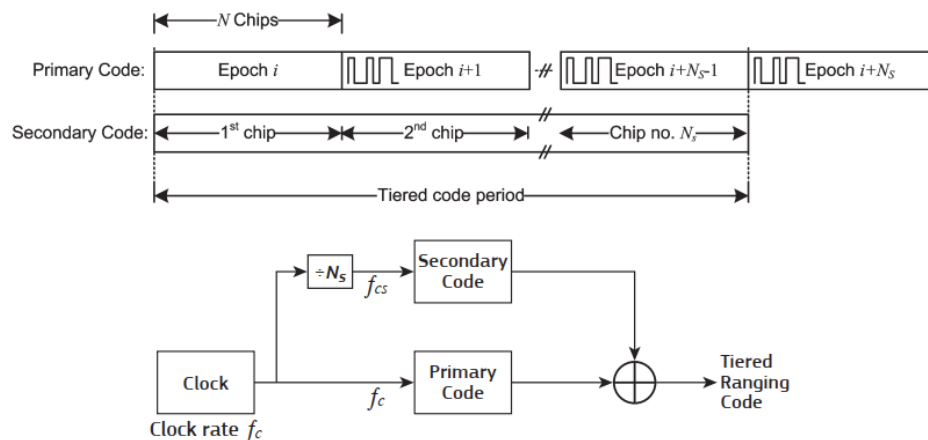 N Chips
Primary Code:
Epoch i
Epoch i+1
Epoch i+NS-1
Epoch i+NS
Secondary Code:
1st chip
2nd chip
Chip no. Ns
Tiered code period
÷NS
fcs
Secondary
Code
Clock
fc
Primary
Code
Tiered
Ranging
Code
Clock rate fc